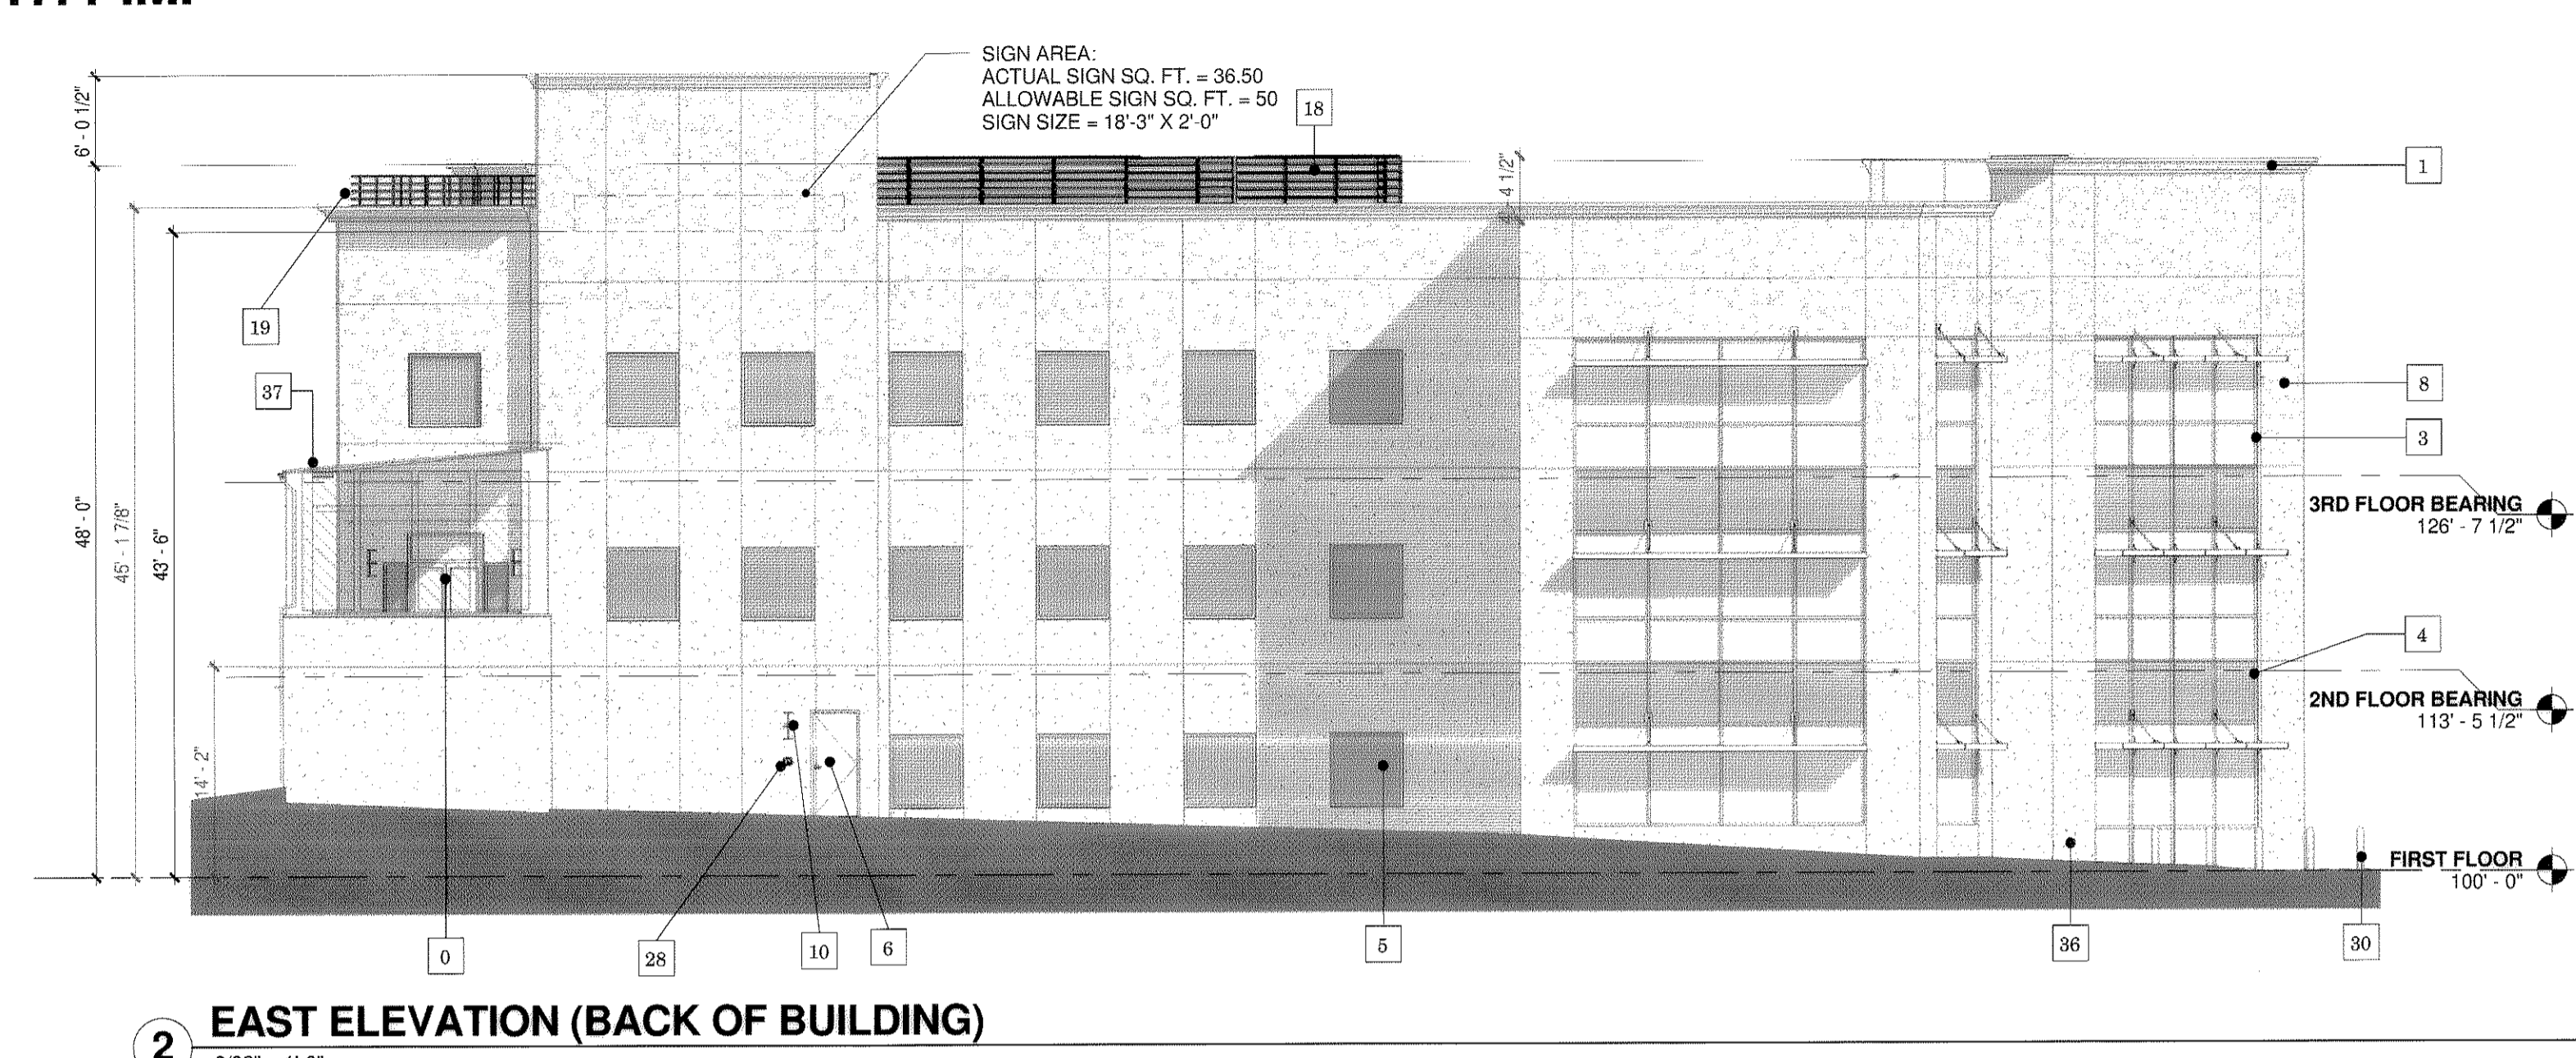 SIGN AREA:
ACTUAL SIGN SQ. FT. = 36.50
ALLOWABLE SIGN SQ. FT. = 50
SIGN SIZE = 18'-3" X 2'-0"
18
1
6' - 0 1/2"
4 1/2"
19
37
8
3
48' - 0"
45' - 1 7/8"
43' - 6"
14' - 2"
3RD FLOOR BEARING
126' - 7 1/2"
4
2ND FLOOR BEARING
113' - 5 1/2"
FIRST FLOOR
100' - 0"
0
28
10
6
5
36
30
2
EAST ELEVATION (BACK OF BUILDING)